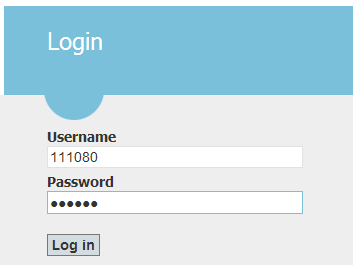 Login
Username
111080
Password
●●●●●●
Log in